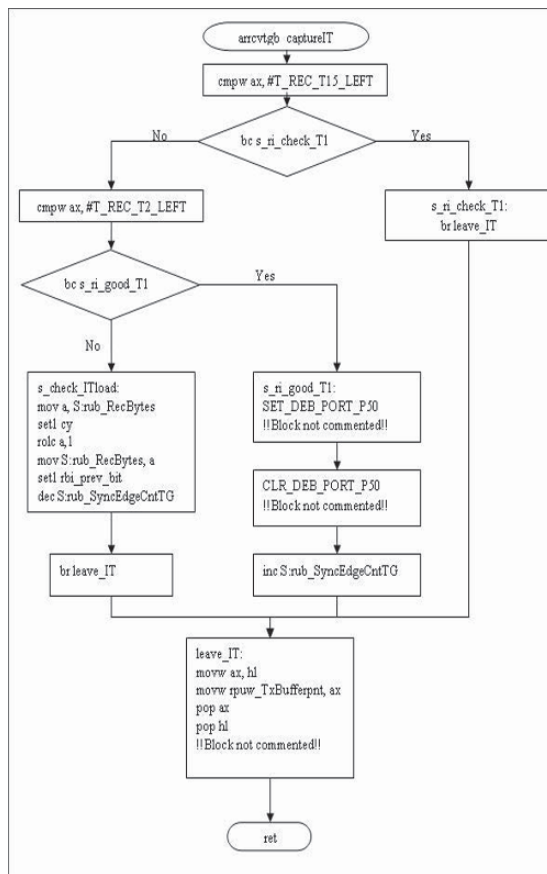 arrcvtgb captureIT
cmpw ax, #T_REC_T15_LEFT
bc s_ri_check_T1
No
Yes
cmpw ax, #T_REC_T2_LEFT
s_ri_check_T1:
br leave_IT
bc s_ri_good_T1
Yes
No
s_check_ITload:
mov a, S:rub_RecBytes
set1 cy
rolc a,1
mov S:rub_RecBytes, a
set1 rbi_prev_bit
dec S:rub_SyncEdgeCntTG
s_ri_good_T1:
SET_DEB_PORT_P50
!!Block not commented!!
CLR_DEB_PORT_P50
!!Block not commented!!
br leave_IT
inc S:rub_SyncEdgeCntTG
leave_IT:
movw ax, hl
movw rpuw_TxBufferpnt, ax
pop ax
pop hl
!!Block not commented!!
ret